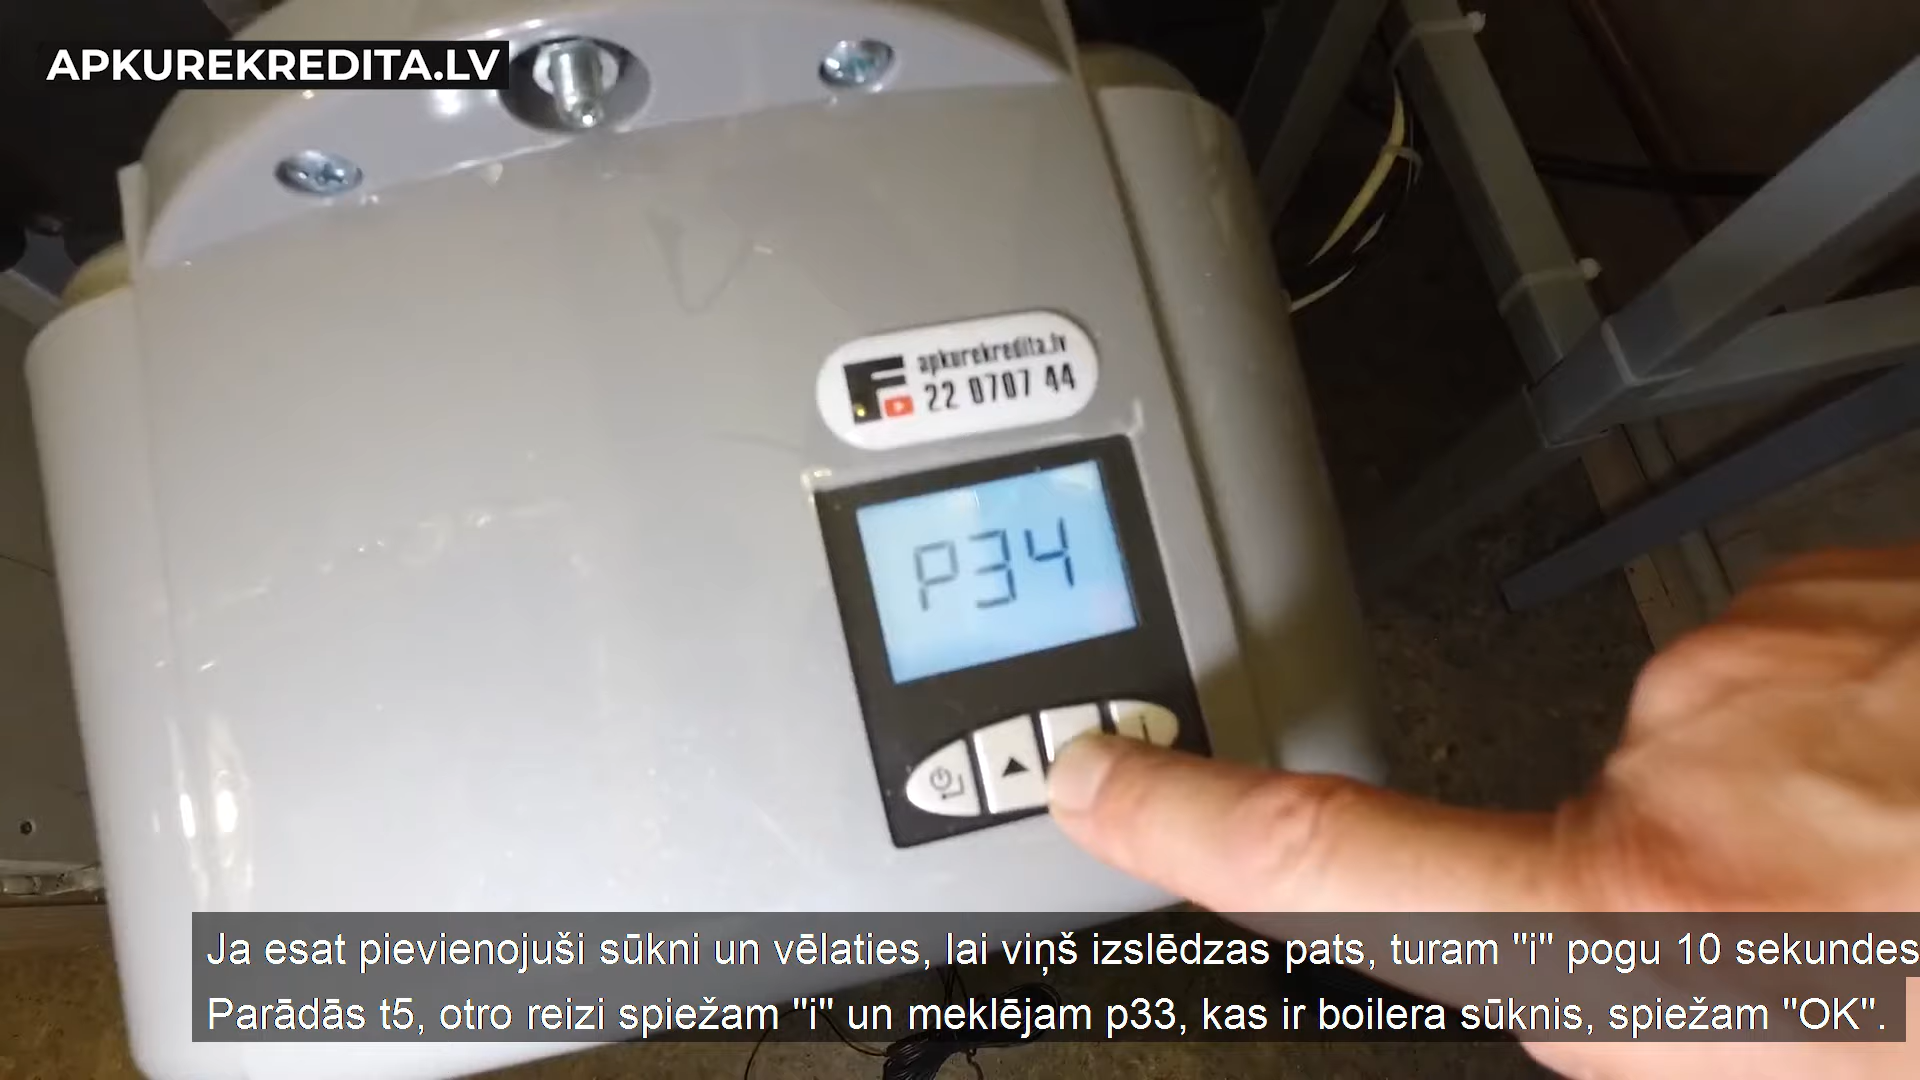 APKUREKREDITA.LV
apkurekredita.lv
22 0707 44
P34
i
Ja esat pievienojuši sūkni un vēlaties, lai viņš izslēdzas pats, turam "i" pogu 10 sekundes
Parādās t5, otro reizi spiežam "i" un meklējam p33, kas ir boilera sūknis, spiežam "OK".